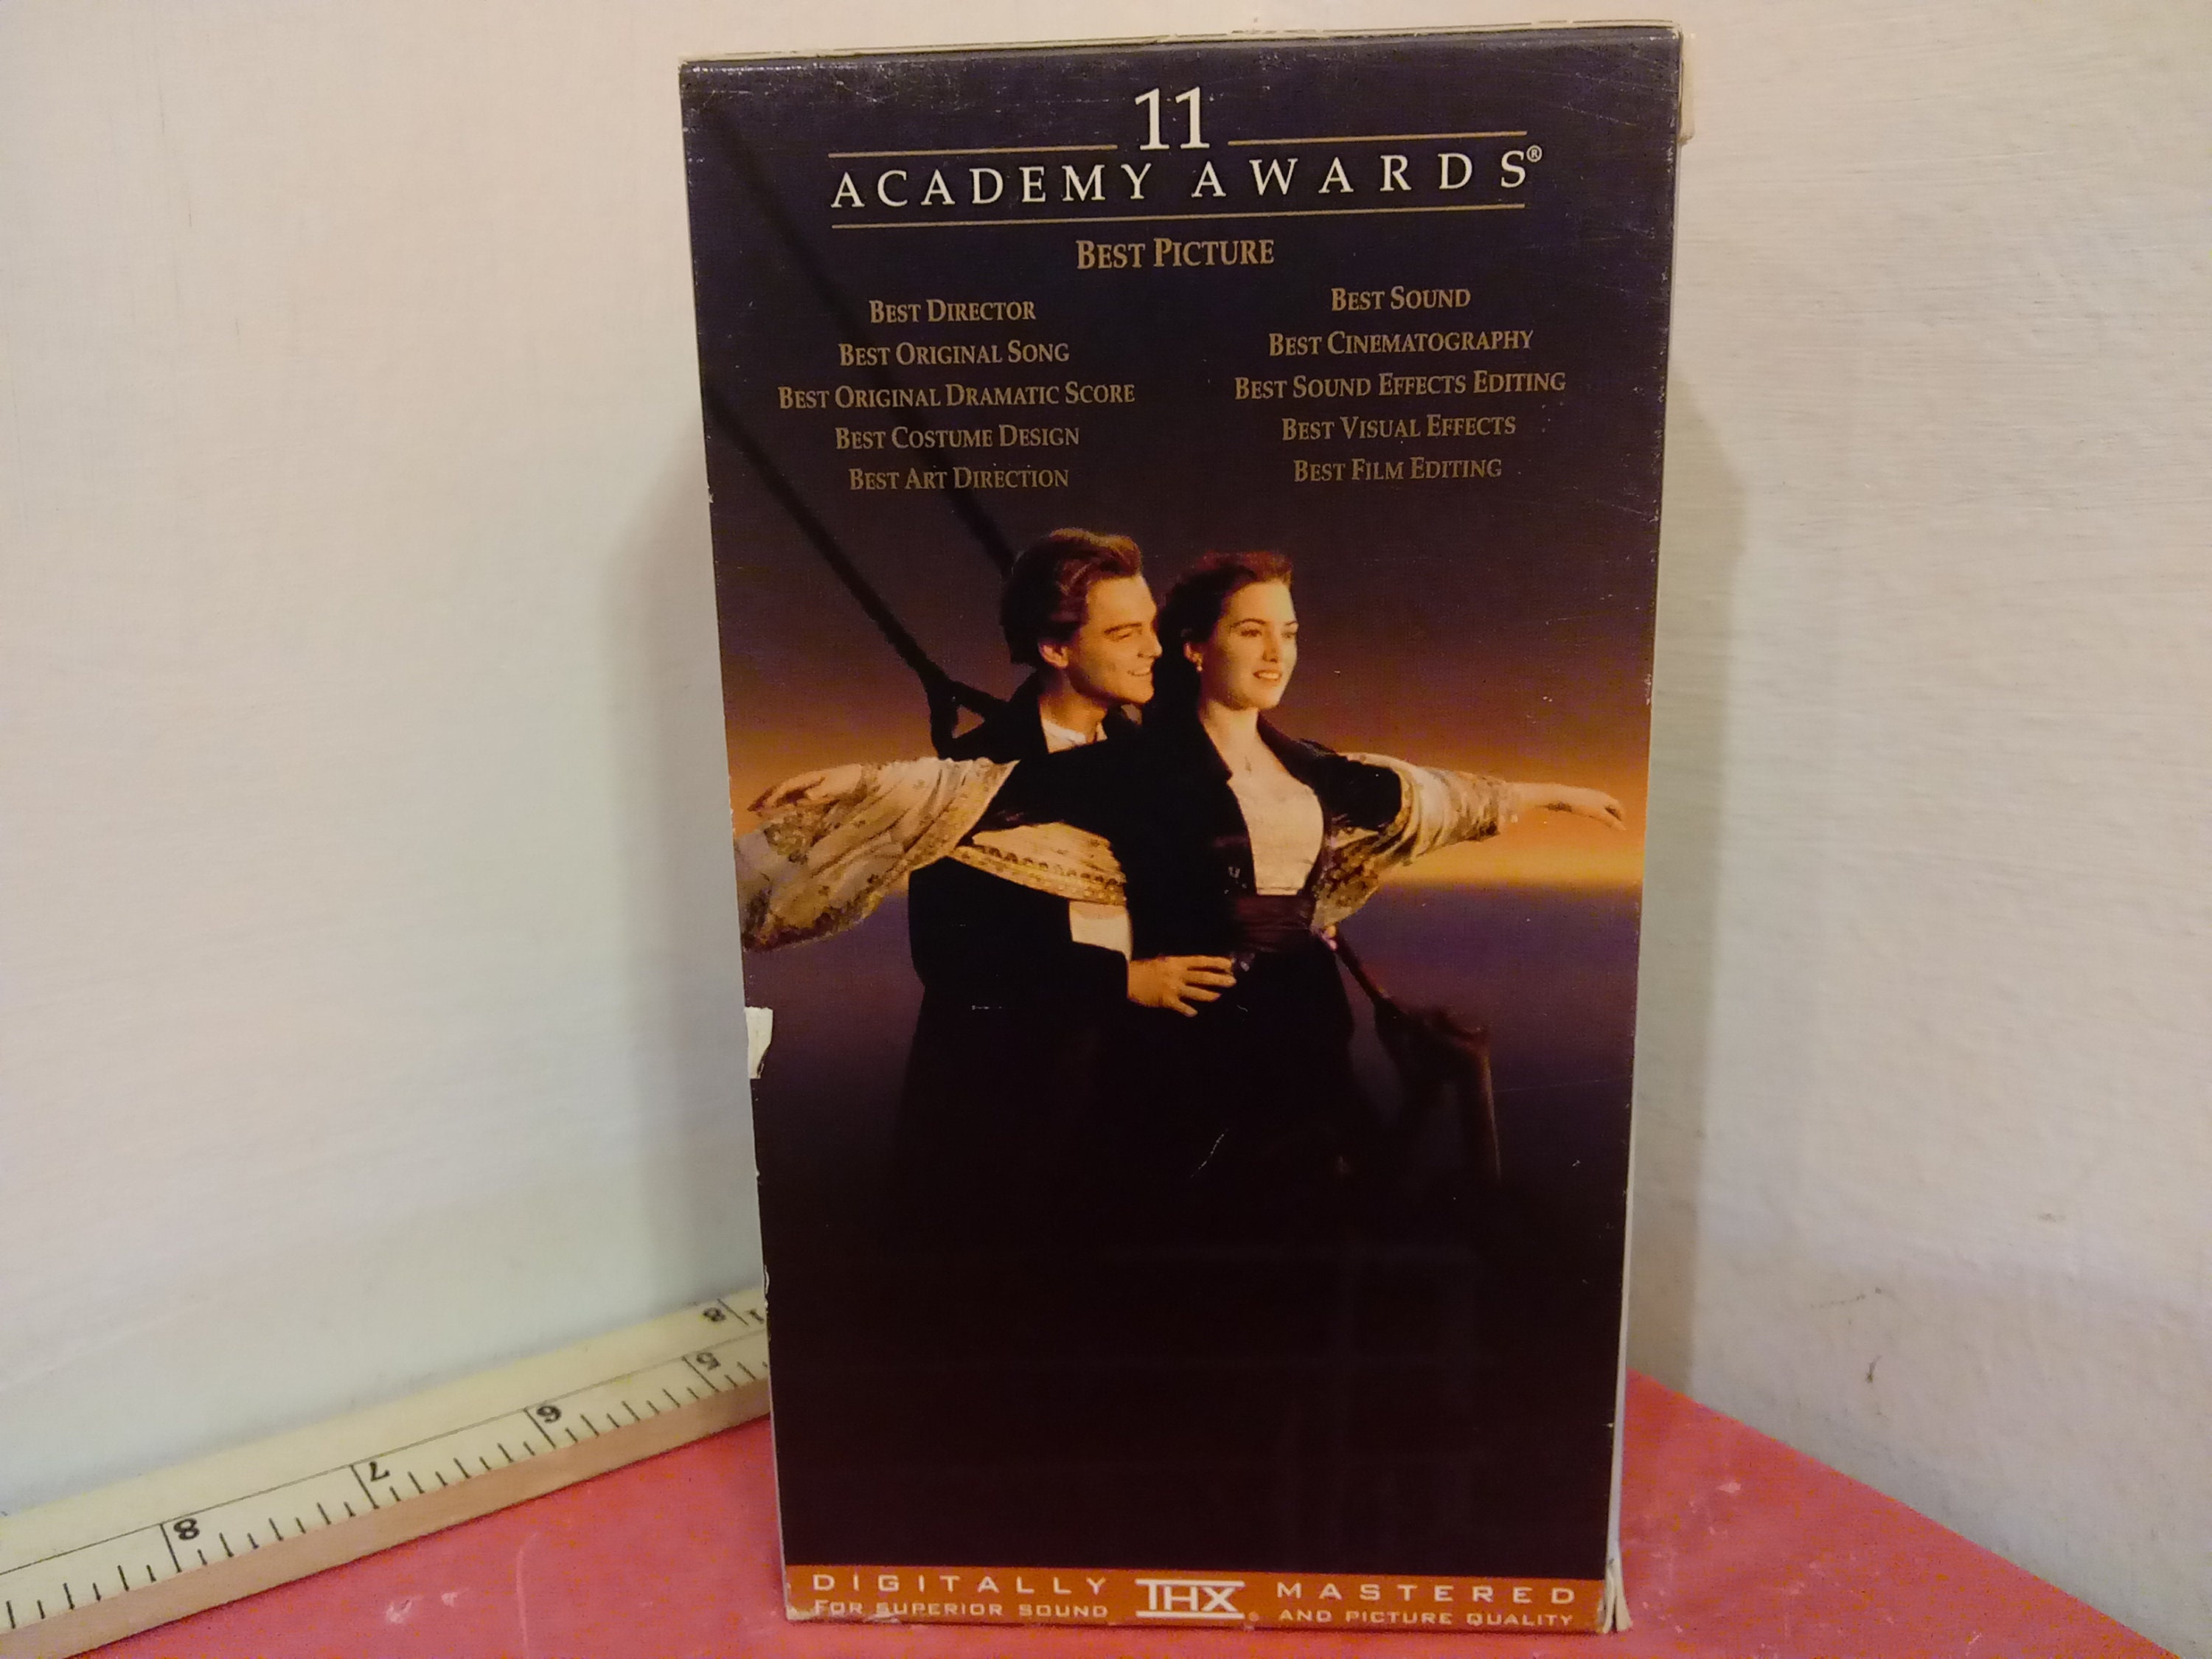 11
ACADEMY AWARDS®
BEST PICTURE
BEST DIRECTOR
BEST ORIGINAL SONG
BEST ORIGINAL DRAMATIC SCORE
BEST COSTUME DESIGN
BEST ART DIRECTION
BEST SOUND
BEST CINEMATOGRAPHY
BEST SOUND EFFECTS EDITING
BEST VISUAL EFFECTS
BEST FILM EDITING
DIGITALLY THX MASTERED
FOR SUPERIOR SOUND AND PICTURE QUALITY
8 1
5
6
7
8